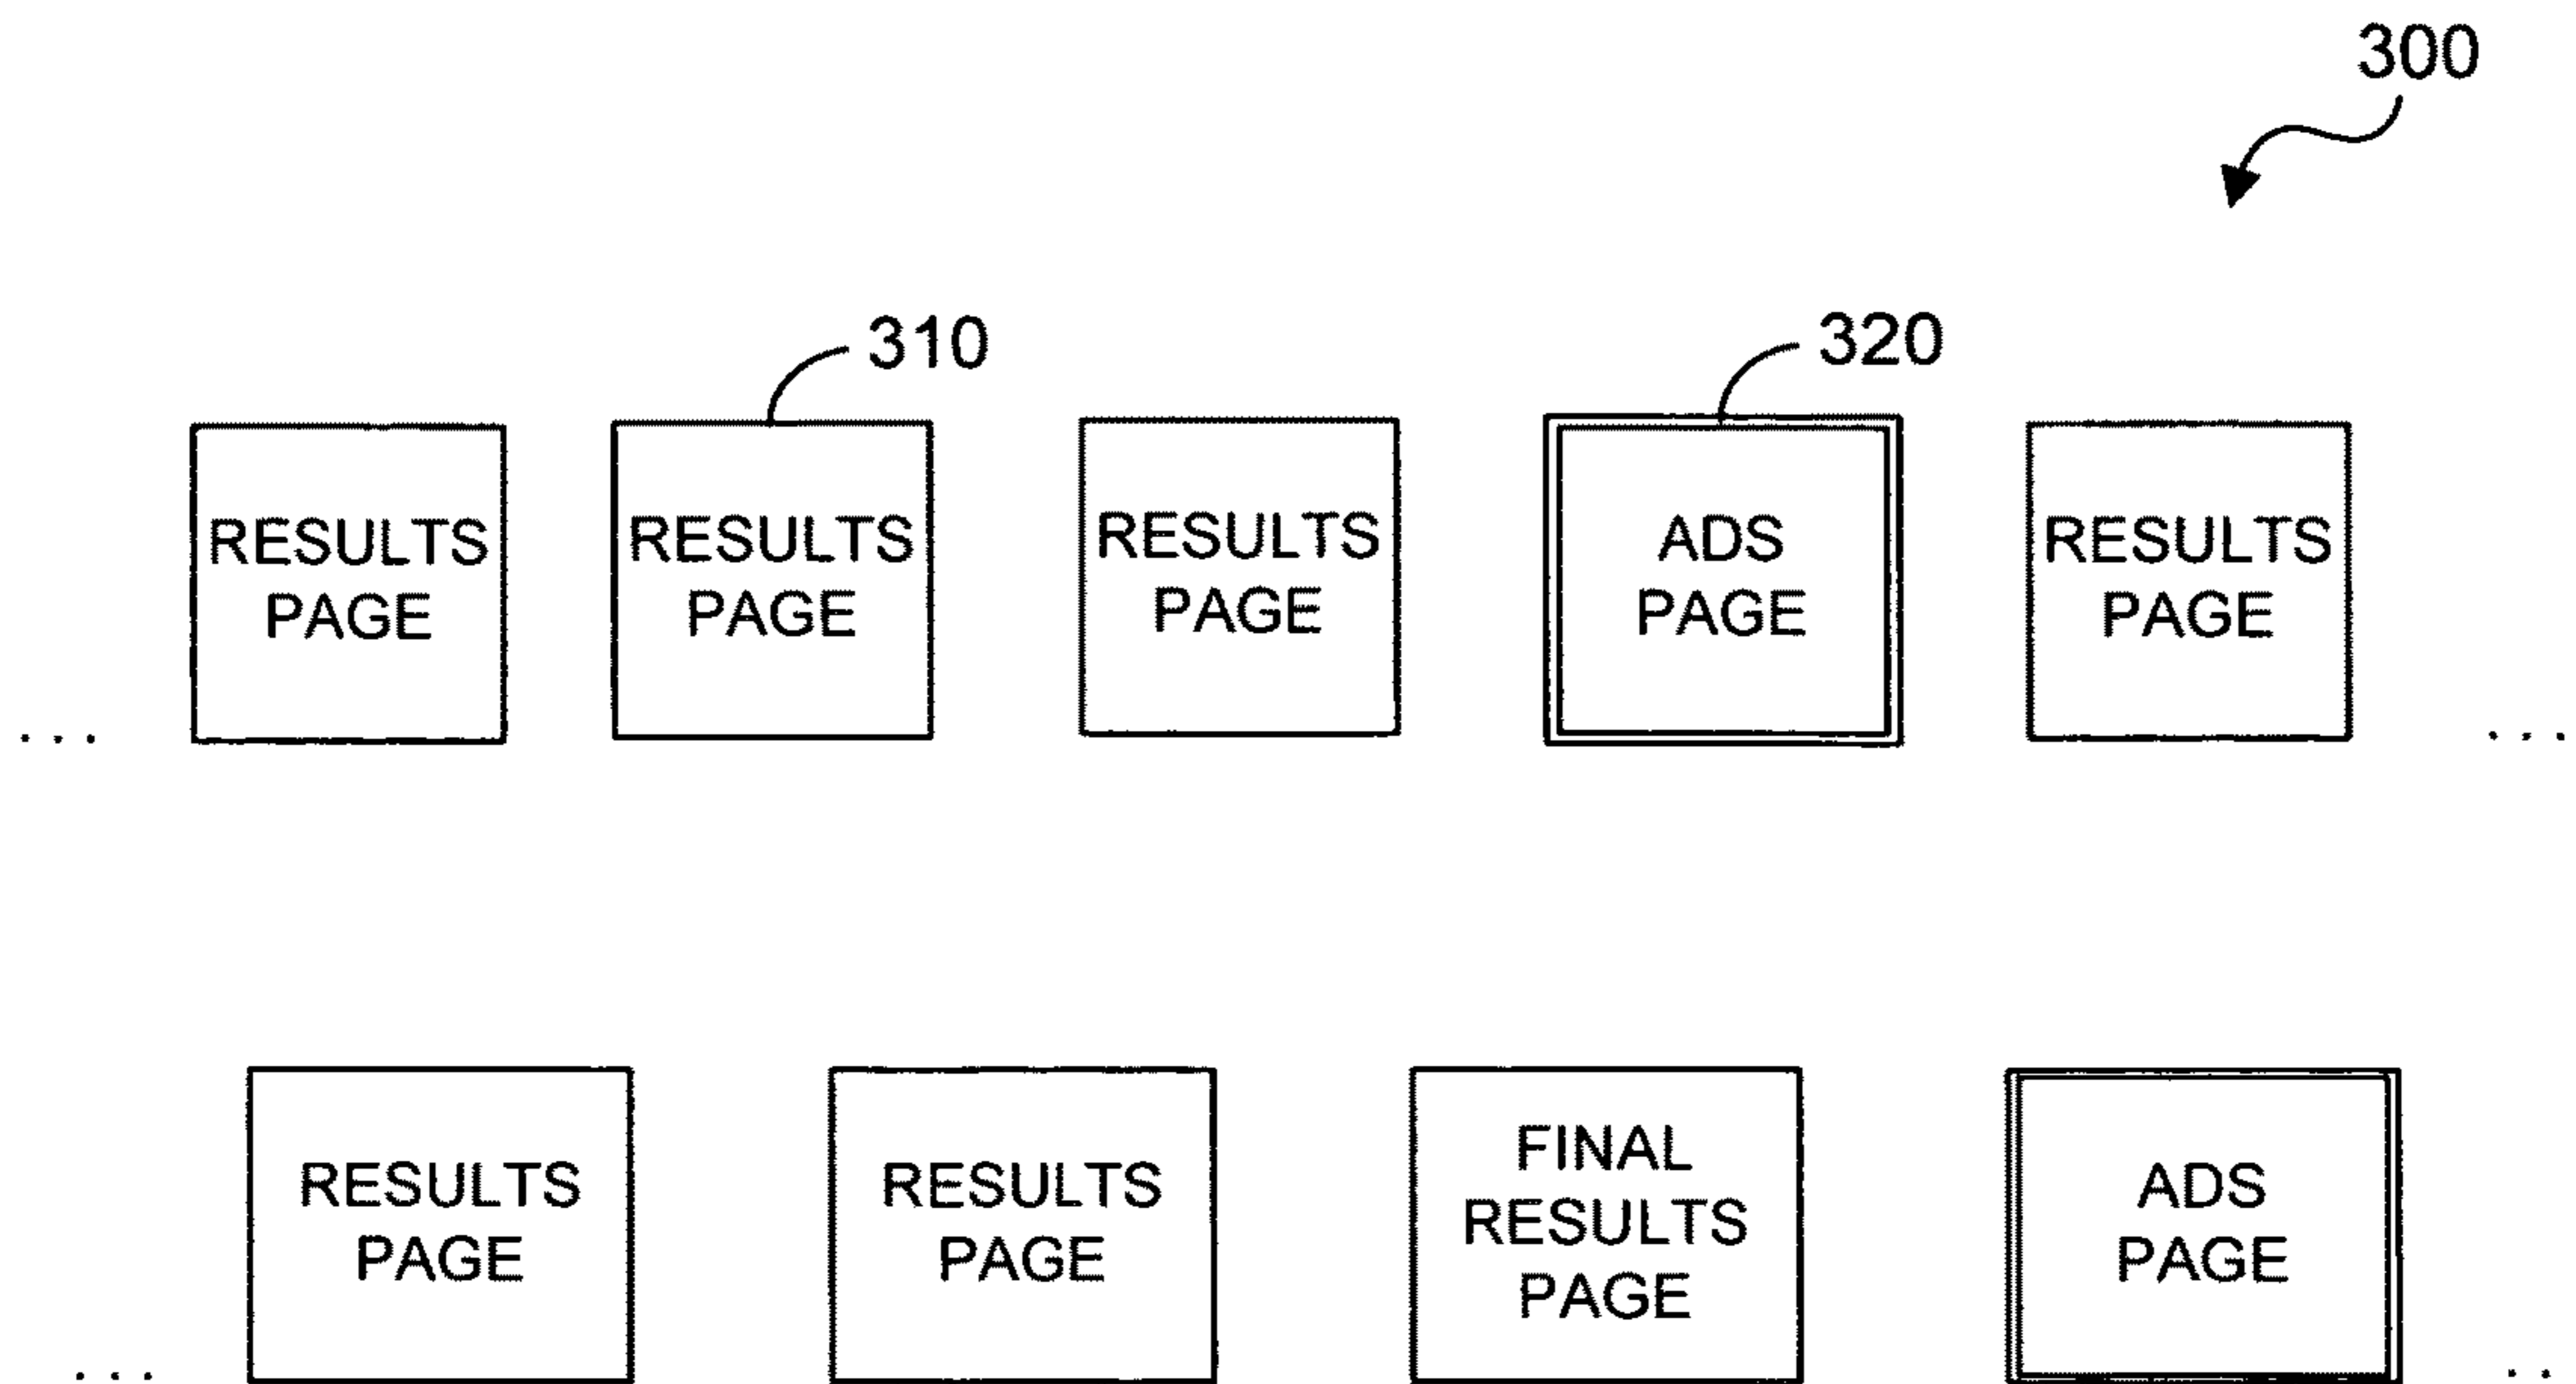 300
310
320
RESULTS
PAGE
RESULTS
PAGE
RESULTS
PAGE
ADS
PAGE
RESULTS
PAGE
...
...
RESULTS
PAGE
RESULTS
PAGE
FINAL
RESULTS
PAGE
ADS
PAGE
...
..